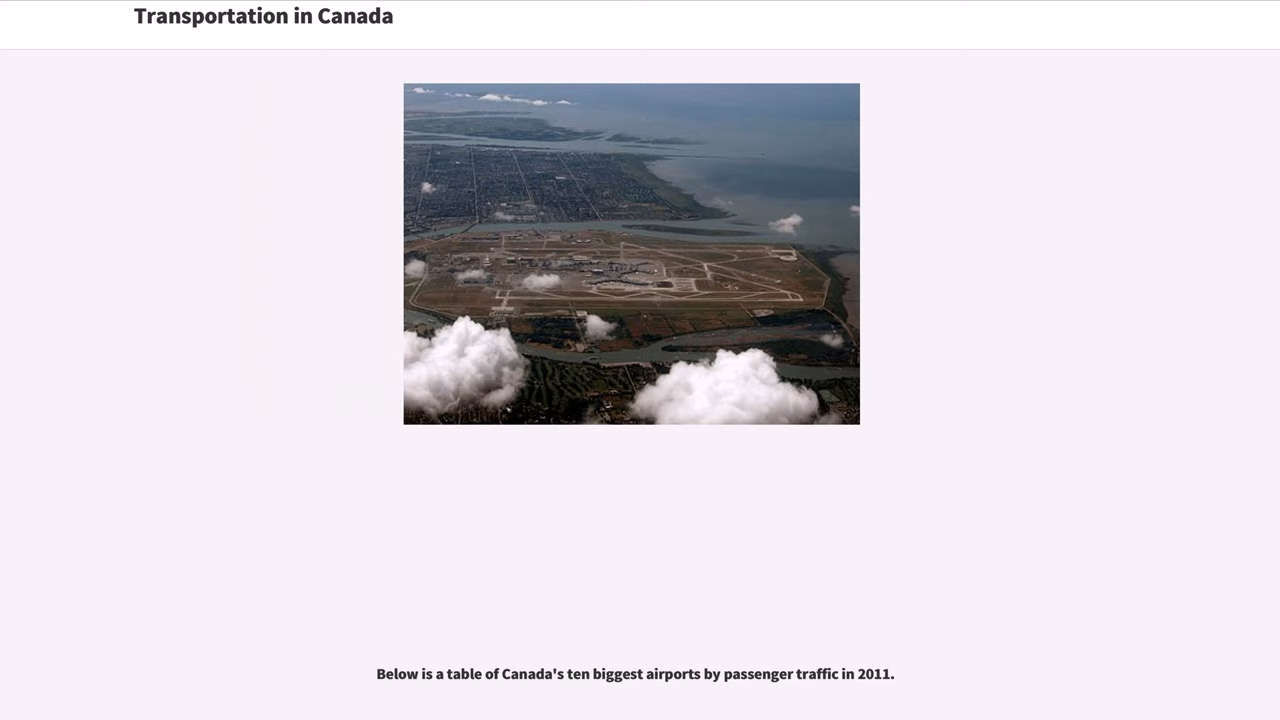 Transportation in Canada
Below is a table of Canada's ten biggest airports by passenger traffic in 2011.